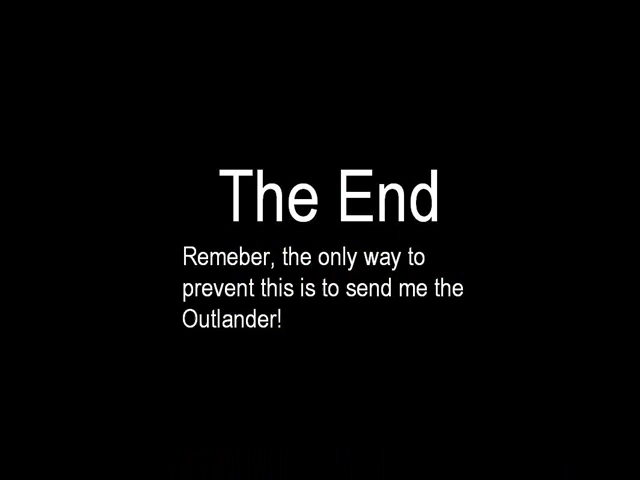 The End
Remeber, the only way to
prevent this is to send me the
Outlander!